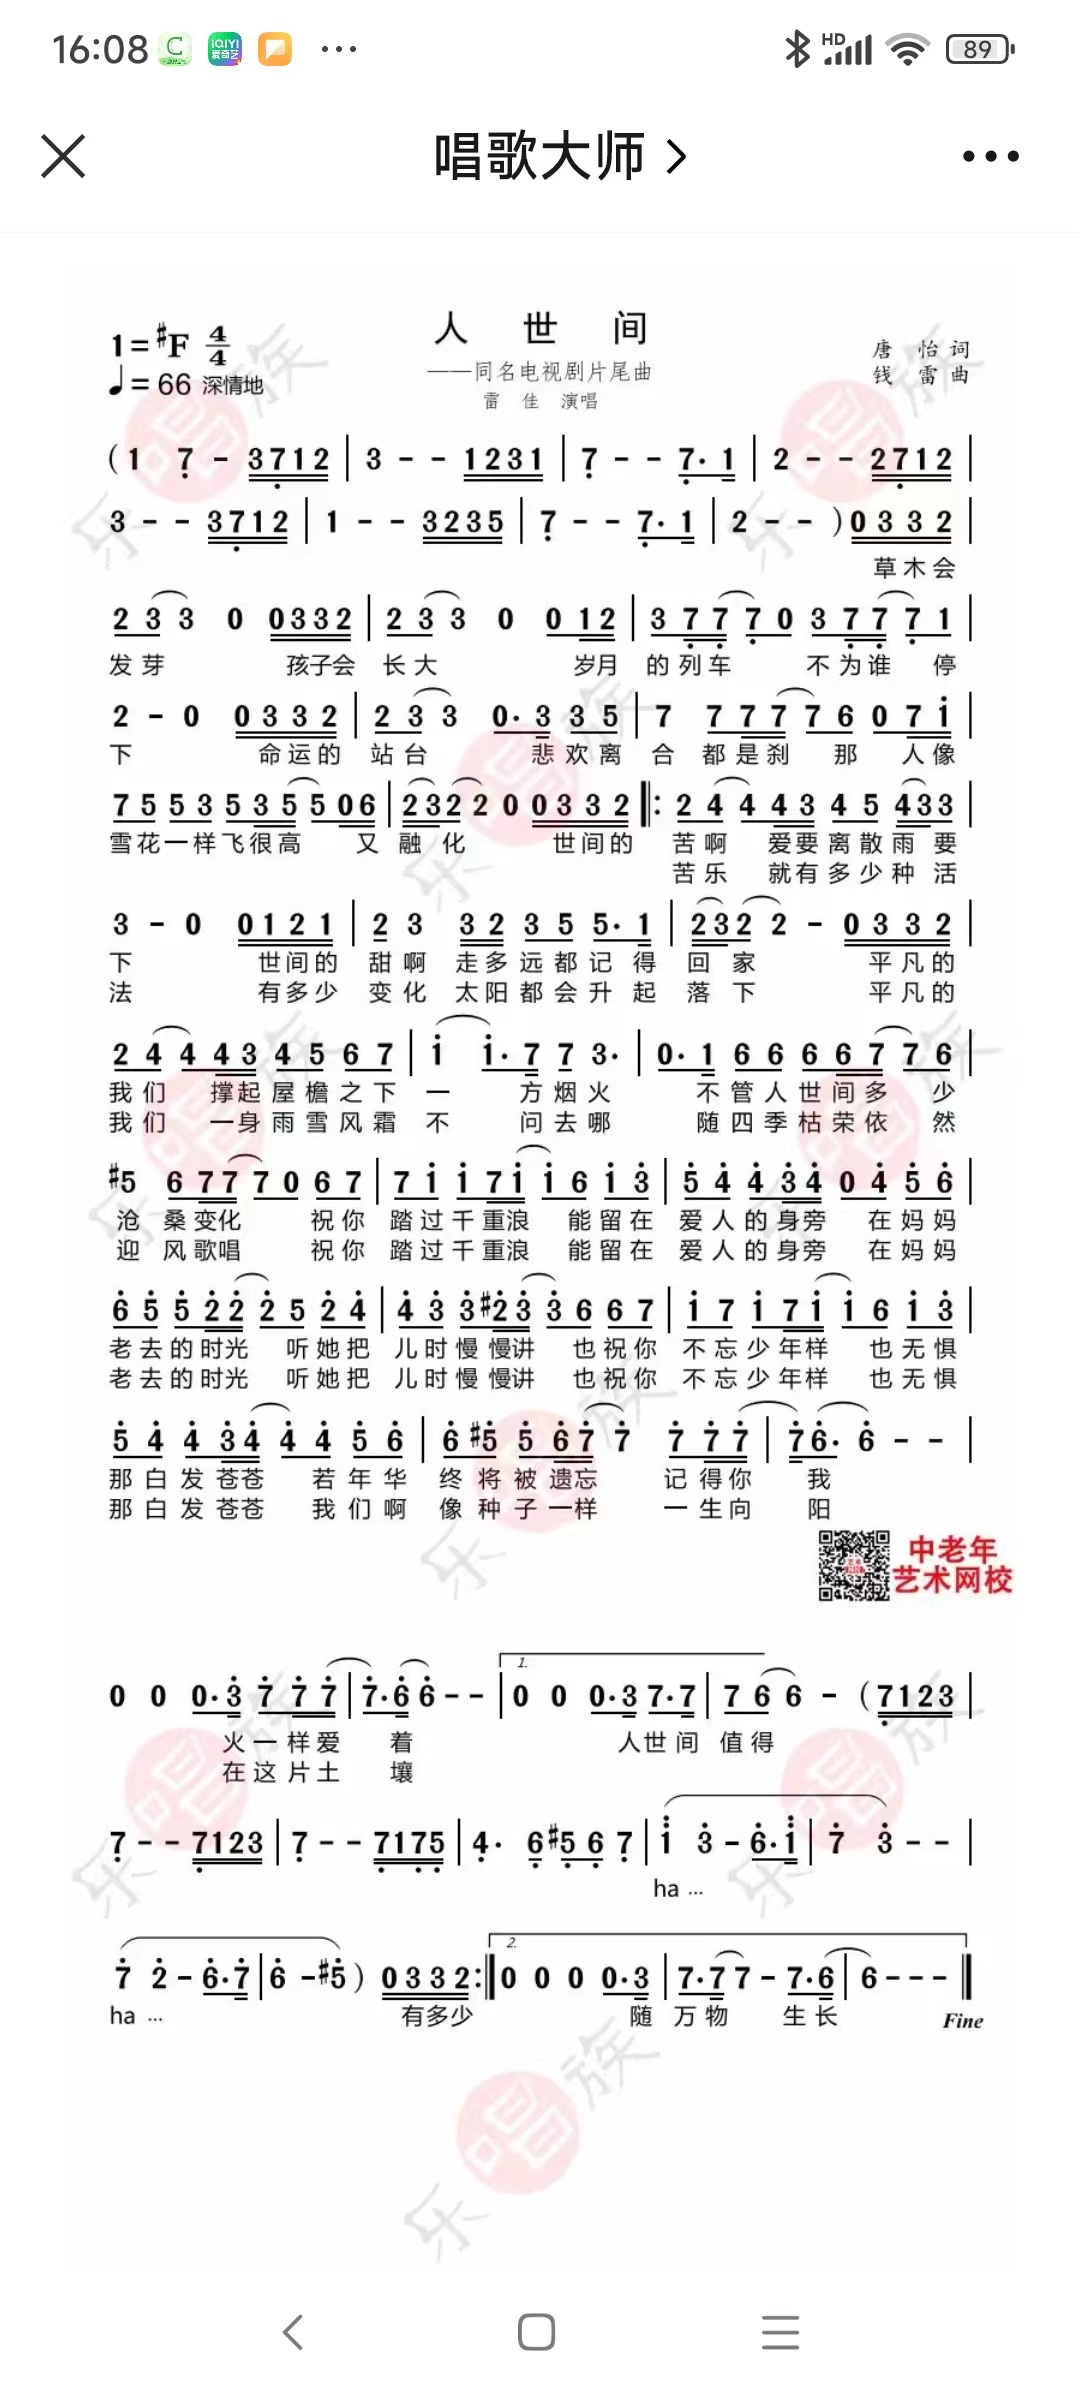 16:08
iQIYI
爱奇艺
HD
89
唱歌大师
人 世 间
1=#F 4/4
唐 怡 词
——同名电视剧片尾曲
钱 雷 曲
♩=66 深情地
雷 佳 演唱
(1 7̣ - 3712 | 3 - - 1231 | 7̣ - - 7̣· 1 | 2 - - 2712 |
3 - - 3712 | 1 - - 3235 | 7̣ - - 7̣· 1 | 2 - - )0332 |
草木会
2 3 3 0 0332 | 2 3 3 0 0 12 | 3 7̣ 7̣ 7̣ 0 3 7̣ 7̣ 7̣ 1 |
发芽 孩子会 长大 岁月 的列车 不为谁 停
2 - 0 0332 | 2 3 3 0· 3 3 5 | 7 7 7 7 7 6 0 7 i |
下 命运的 站台 悲欢离 合 都是刹 那 人像
7 5 5 3 5 3 5 5 0 6 | 2 3 2 2 0 0332 |: 2 4 4 4 3 4 5 4 3 3 |
雪花一样飞很高 又 融 化 世间的 苦啊 爱要离散雨要
苦乐 就有多少种活
3 - 0 0121 | 2 3 3 2 3 5 5· 1 | 2 3 2 2 - 0332 |
下 世间的 甜啊 走多远都记得 回家 平凡的
法 有多少 变化 太阳都会升起 落下 平凡的
2 4 4 4 3 4 5 6 7 | i i· 7 7 3· | 0· 1 6 6 6 6 7 7 6 |
我们 撑起屋檐之下 一 方烟火 不管人世间多 少
我们 一身雨雪风霜 不 问去哪 随四季枯荣依 然
#5 6 7 7 7 0 6 7 | 7 i i 7 i i 6 i 3̇ | 5̇ 4̇ 4̇ 3̇ 4̇ 0 4̇ 5̇ 6̇ |
沧 桑变化 祝你 踏过千重浪 能留在 爱人的身旁 在妈妈
迎 风歌唱 祝你 踏过千重浪 能留在 爱人的身旁 在妈妈
6̇ 5̇ 5̇ 2̇ 2̇ 2̇ 5 2̇ 4̇ | 4̇ 3̇ 3̇ #2̇ 3̇ 3̇ 6 6 7 | i 7 i 7 i i 6 i 3̇ |
老去的时光 听她把 儿时慢慢讲 也祝你 不忘少年样 也无惧
老去的时光 听她把 儿时慢慢讲 也祝你 不忘少年样 也无惧
5̇ 4̇ 4̇ 3̇ 4̇ 4̇ 4̇ 5̇ 6̇ | 6̇ #5̇ 5̇ 6̇ 7̇ 7̇ 7̇ 7̇ 7̇ | 7̇ 6̇· 6̇ - - |
那白发苍苍 若年华 终将被遗忘 记得你 我
那白发苍苍 我们啊 像种子一样 一生向 阳
中老年
艺术网校
1.
0 0 0· 3̇ 7̇ 7̇ 7̇ | 7̇· 6̇ 6̇ - - | 0 0 0· 3 7· 7 | 7 6 6 - (7123 |
火一样爱 着 人世间 值得
在这片土 壤
7̣ - - 7123 | 7̣ - - 7175 | 4̣· 6̣ #5̣ 6̣ 7̣ | i 3̇ - 6̇· i | 7̇ 3̇ - - |
ha ...
2.
7̇ 2̇ - 6̇· 7̇ | 6̇ - #5̇ ) 0332 :| 0 0 0 0· 3 | 7· 7 7 - 7· 6 | 6 - - - ‖
ha ... 有多少 随 万物 生长
Fine
乐 唱 族